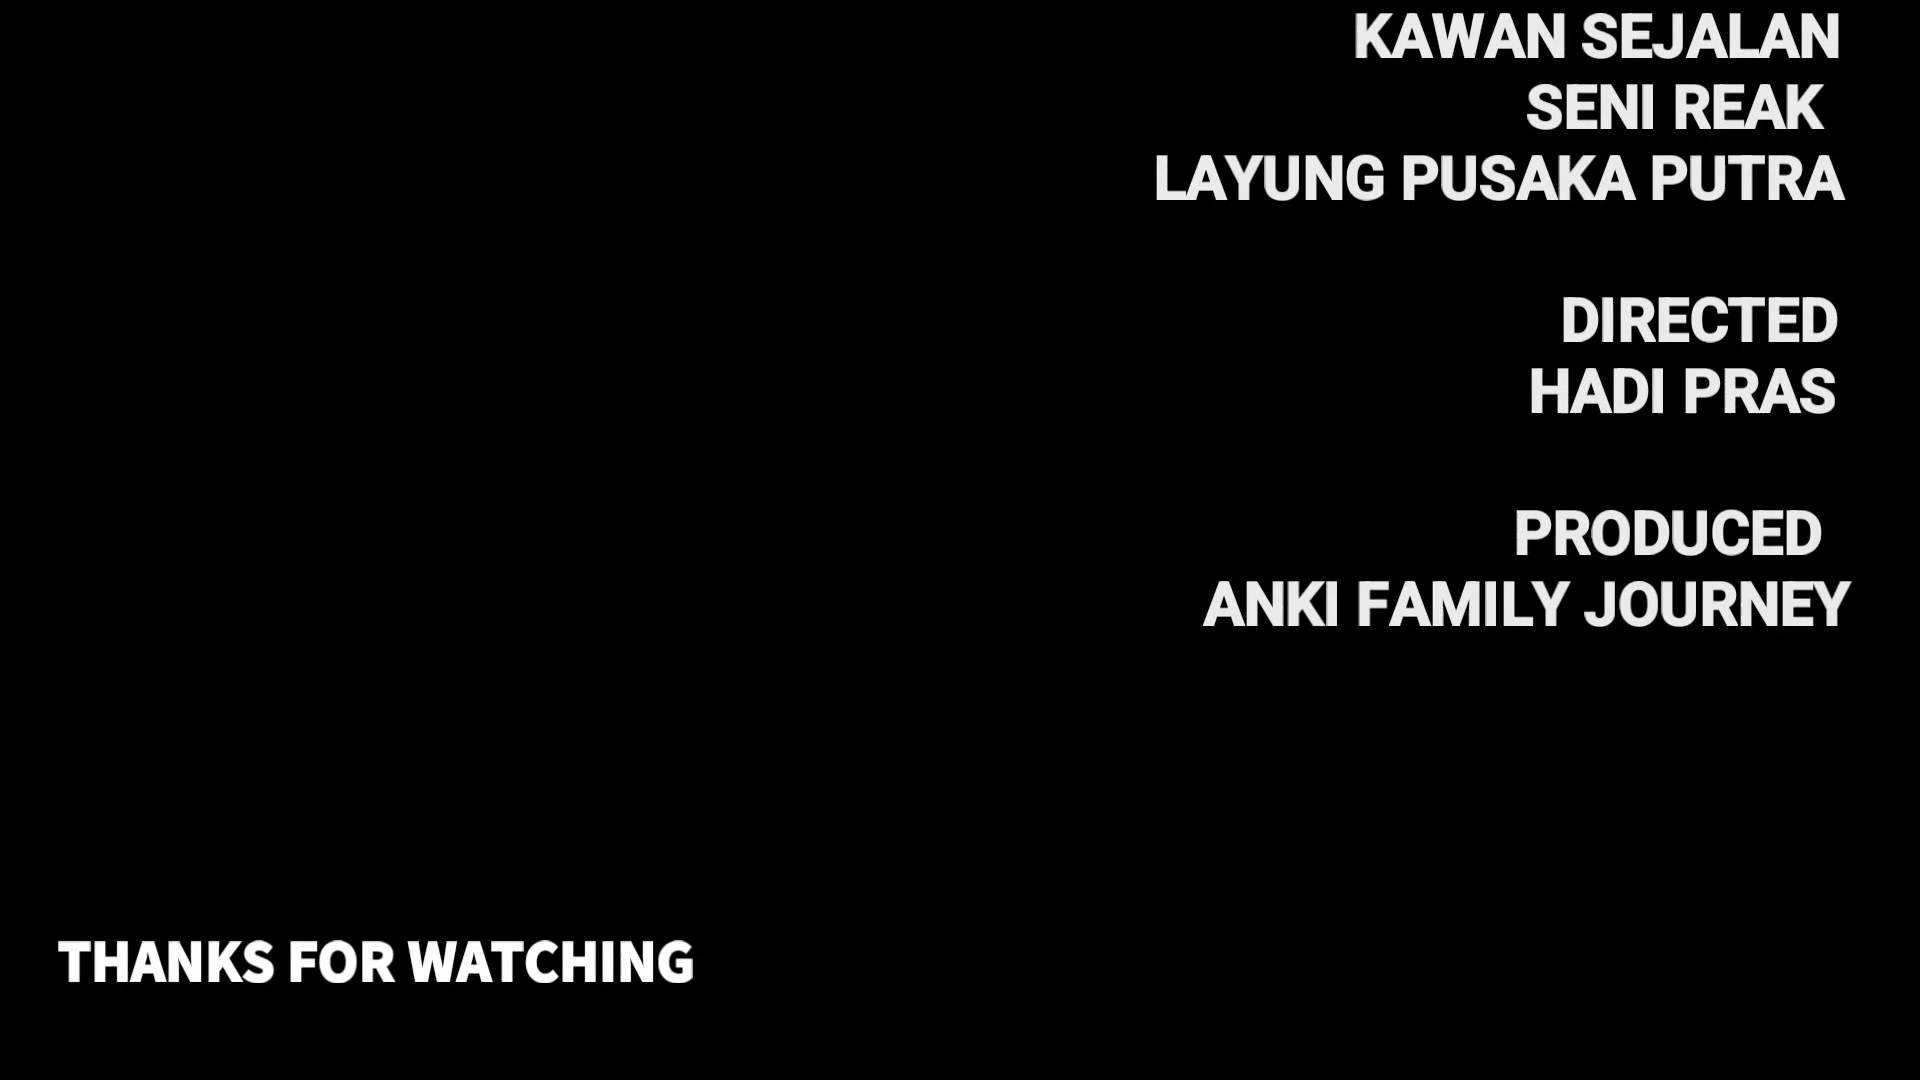 KAWAN SEJALAN
SENI REAK
LAYUNG PUSAKA PUTRA
DIRECTED
HADI PRAS
PRODUCED
ANKI FAMILY JOURNEY
THANKS FOR WATCHING